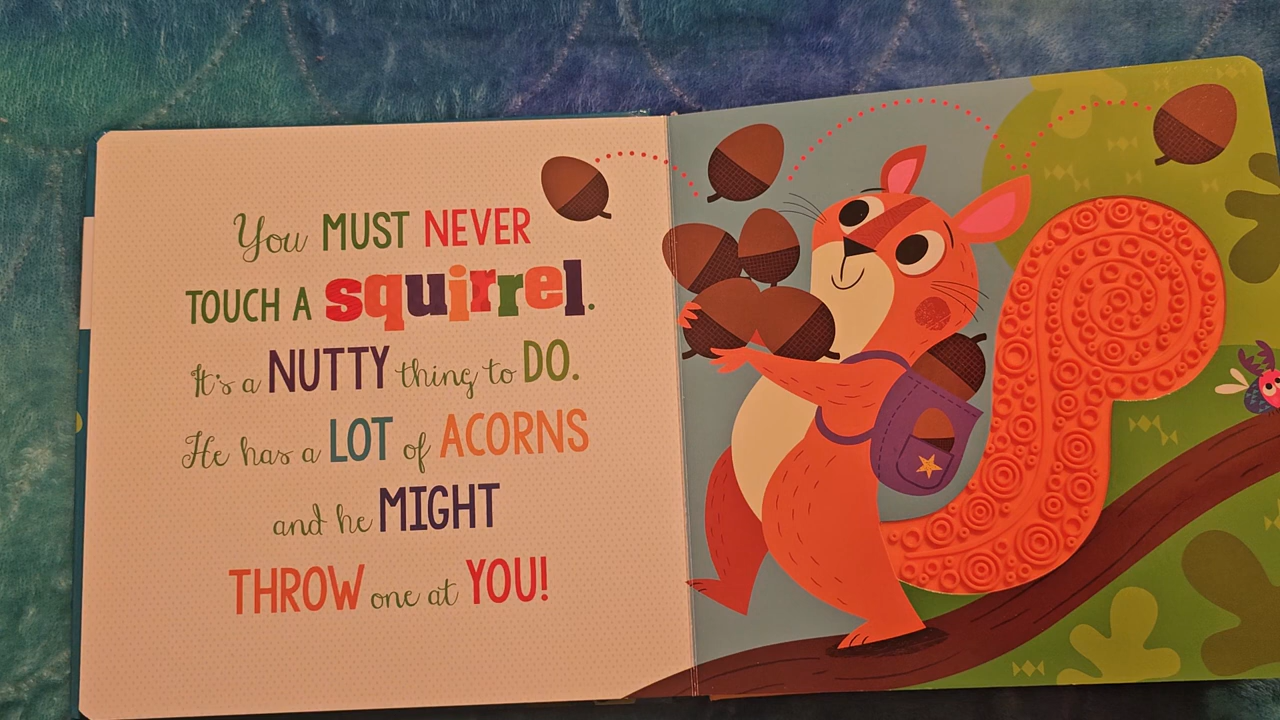 You MUST NEVER
TOUCH A squirrel.
It's a NUTTY thing to DO.
He has a LOT of ACORNS
and he MIGHT
THROW one at YOU!